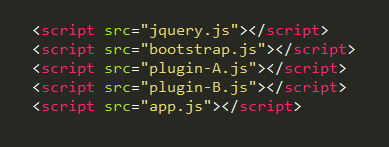 <script src="jquery.js"></script>
<script src="bootstrap.js"></script>
<script src="plugin-A.js"></script>
<script src="plugin-B.js"></script>
<script src="app.js"></script>